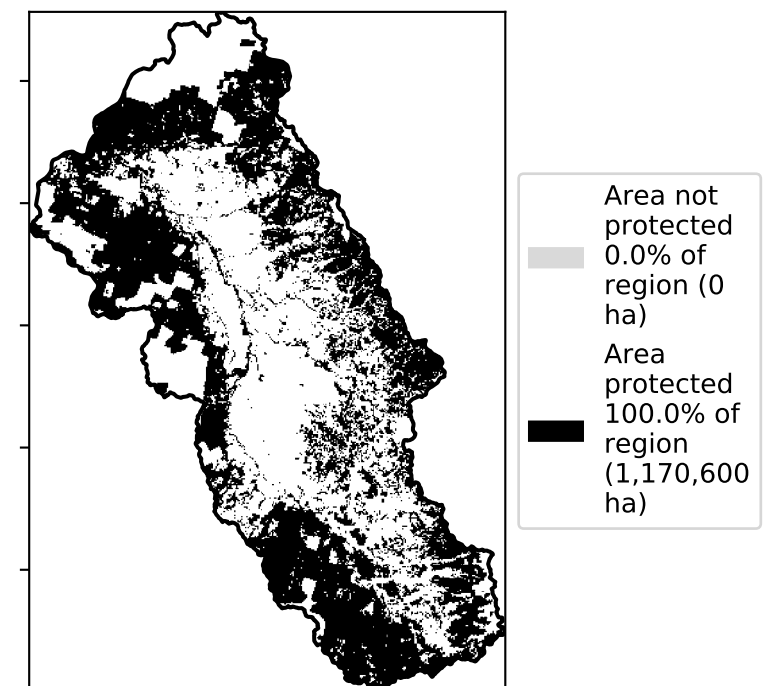 Area not
protected
0.0% of
region (0
ha)
Area
protected
100.0% of
region
(1,170,600
ha)